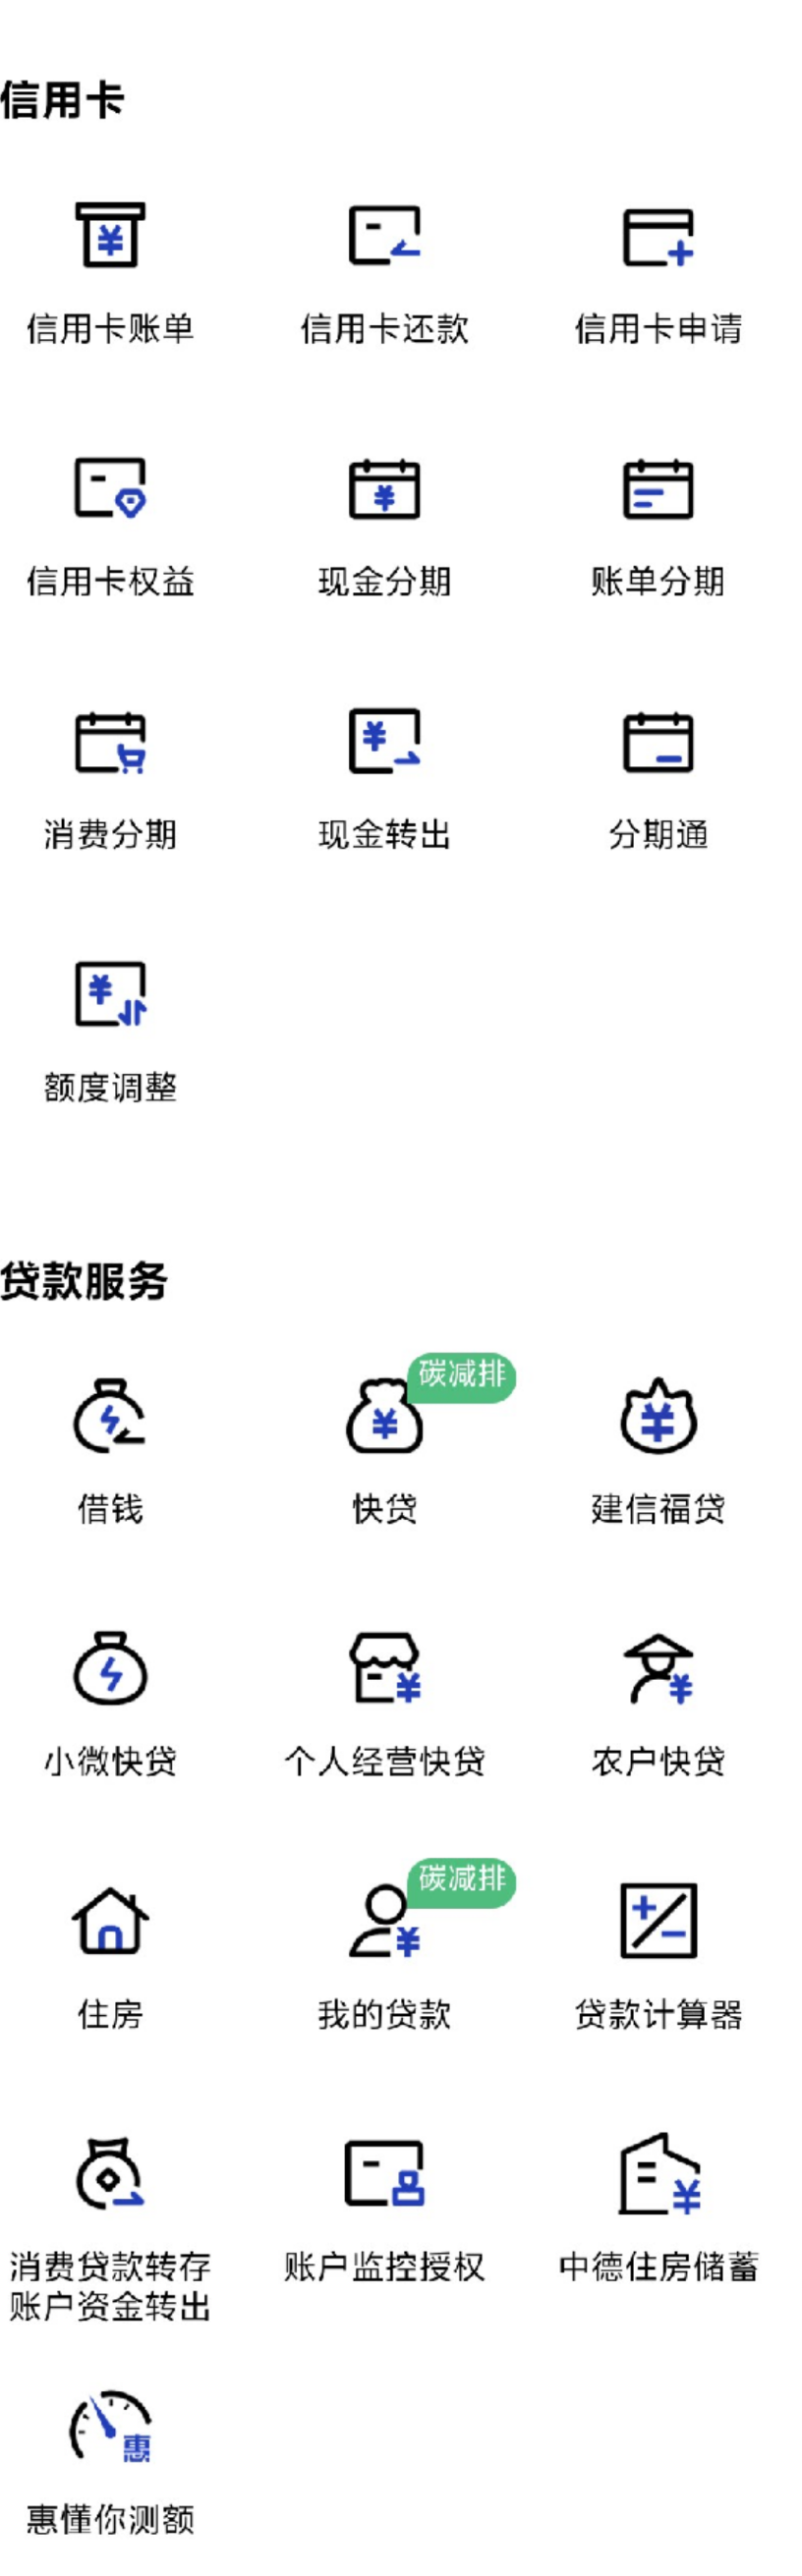 信用卡
信用卡账单
信用卡还款
信用卡申请
信用卡权益
现金分期
账单分期
消费分期
现金转出
分期通
额度调整
贷款服务
碳减排
借钱
快贷
建信福贷
小微快贷
个人经营快贷
农户快贷
碳减排
住房
我的贷款
贷款计算器
消费贷款转存
账户资金转出
账户监控授权
中德住房储蓄
惠
惠懂你测额